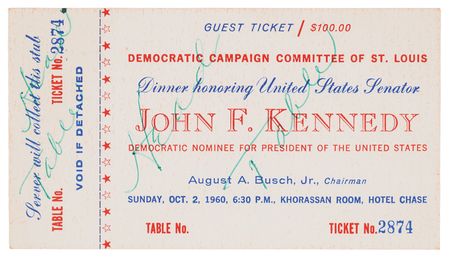 Server will collect this stub
TABLE No.
TICKET No. 2874
VOID IF DETACHED
GUEST TICKET / $100.00
DEMOCRATIC CAMPAIGN COMMITTEE OF ST. LOUIS
Dinner honoring United States Senator
JOHN F. KENNEDY
DEMOCRATIC NOMINEE FOR PRESIDENT OF THE UNITED STATES
August A. Busch, Jr., Chairman
SUNDAY, OCT. 2, 1960, 6:30 P.M., KHORASSAN ROOM, HOTEL CHASE
TABLE No.
TICKET No. 2874